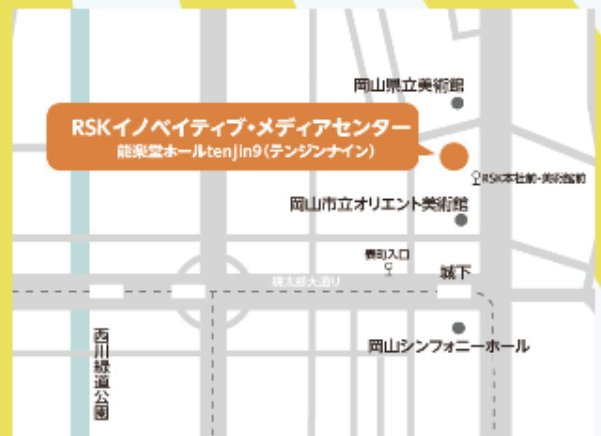 岡山県立美術館
RSKイノベイティブ・メディアセンター
能楽堂ホールtenjin9(テンジンナイン)
RSK本社前・美術館前
岡山市立オリエント美術館
表町入口
城下
桃太郎大通り
岡山シンフォニーホール
西川緑道公園